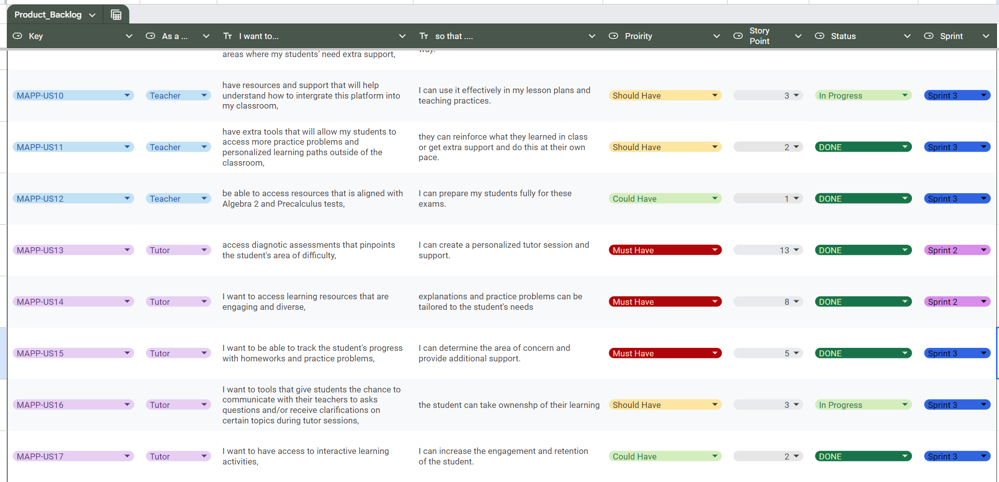 Product_Backlog
Key As a ... I want to... so that .... Proirity Story Point Status Sprint
areas where my students' need extra support,
way.
MAPP-US10
Teacher
have resources and support that will help
understand how to intergrate this platform into
my classroom,
I can use it effectively in my lesson plans and
teaching practices.
Should Have
3
In Progress
Sprint 3
MAPP-US11
Teacher
have extra tools that will allow my students to
access more practice problems and
personalized learning paths outside of the
classroom,
they can reinforce what they learned in class
or get extra support and do this at their own
pace.
Should Have
2
DONE
Sprint 3
MAPP-US12
Teacher
be able to access resources that is aligned with
Algebra 2 and Precalculus tests,
I can prepare my students fully for these
exams.
Could Have
1
DONE
Sprint 3
MAPP-US13
Tutor
access diagnotic assessments that pinpoints
the student's area of difficulty,
I can create a personalized tutor session and
support.
Must Have
13
DONE
Sprint 2
MAPP-US14
Tutor
I want to access learning resources that are
engaging and diverse,
explanations and practice problems can be
tailored to the student's needs
Must Have
8
DONE
Sprint 2
MAPP-US15
Tutor
I want to be able to track the student's progress
with homeworks and practice problems,
I can determine the area of concern and
provide additional support.
Must Have
5
DONE
Sprint 3
MAPP-US16
Tutor
I want to tools that give students the chance to
communicate with their teachers to asks
questions and/or receive clarifications on
certain topics during tutor sessions,
the student can take ownenshp of their learning
Should Have
3
In Progress
Sprint 3
MAPP-US17
Tutor
I want to have access to interactive learning
activities,
I can increase the engagement and retention
of the student.
Could Have
2
DONE
Sprint 3